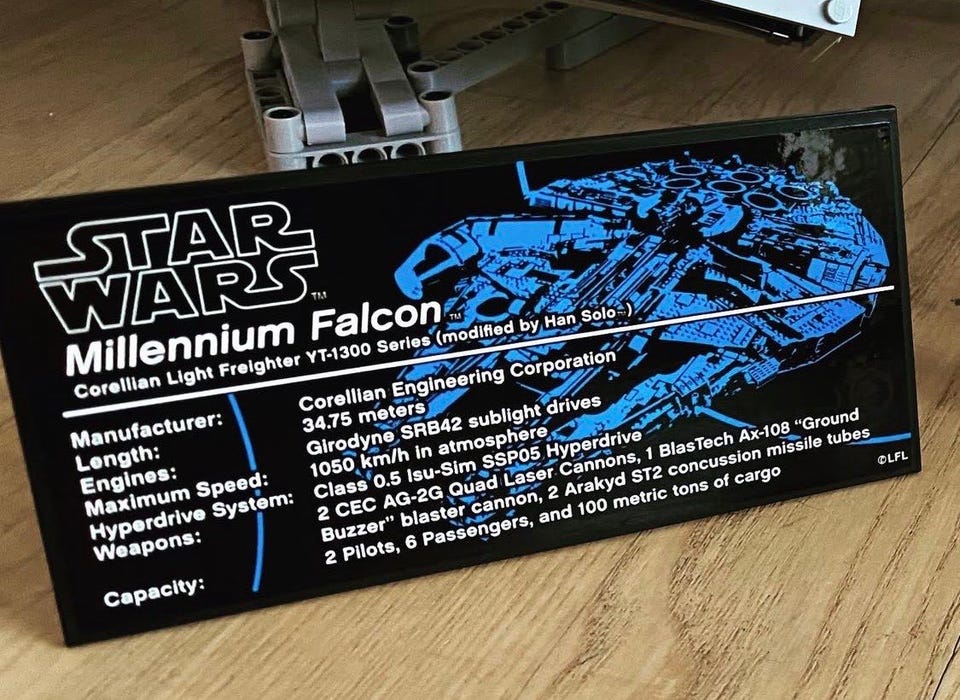 STAR
WARS™
Millennium Falcon™
Corellian Light Freighter YT-1300 Series (modified by Han Solo™)
Manufacturer: Corellian Engineering Corporation
Length: 34.75 meters
Engines: Girodyne SRB42 sublight drives
Maximum Speed: 1050 km/h in atmosphere
Hyperdrive System: Class 0.5 Isu-Sim SSP05 Hyperdrive
Weapons: 2 CEC AG-2G Quad Laser Cannons, 1 BlasTech Ax-108 “Ground
Buzzer” blaster cannon, 2 Arakyd ST2 concussion missile tubes
Capacity: 2 Pilots, 6 Passengers, and 100 metric tons of cargo
©LFL